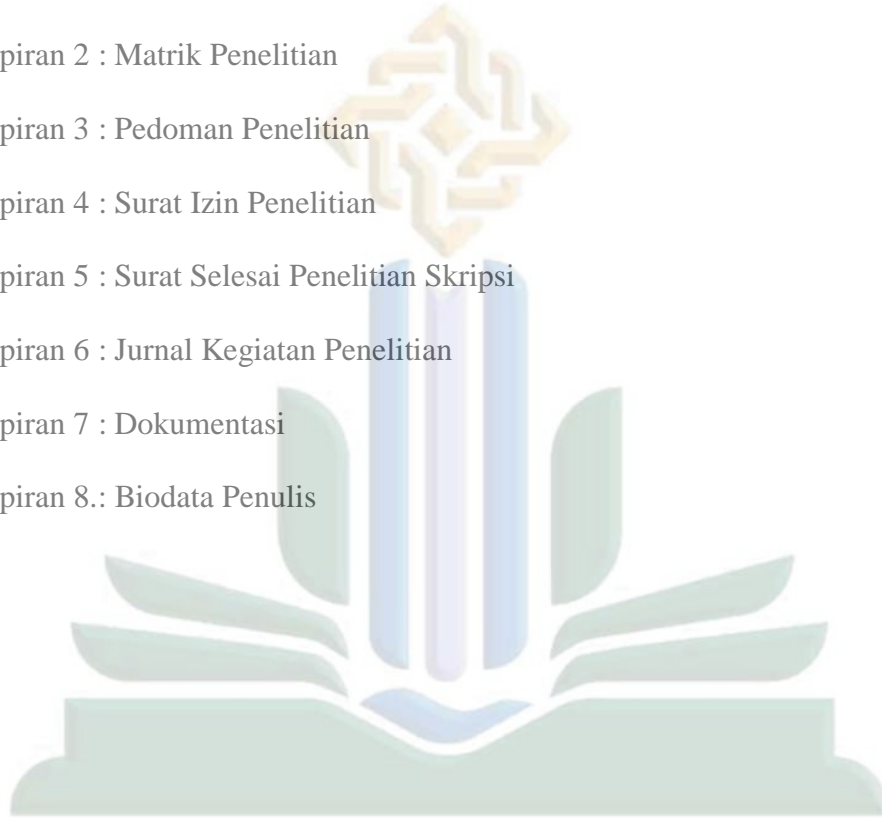 piran 2 : Matrik Penelitian
piran 3 : Pedoman Penelitian
piran 4 : Surat Izin Penelitian
piran 5 : Surat Selesai Penelitian Skripsi
piran 6 : Jurnal Kegiatan Penelitian
piran 7 : Dokumentasi
piran 8.: Biodata Penulis